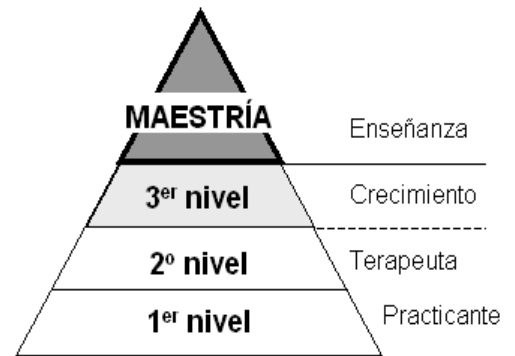 MAESTRÍA
Enseñanza
3er nivel
Crecimiento
2º nivel
Terapeuta
1er nivel
Practicante